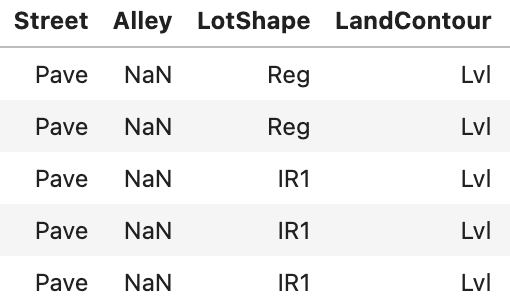 Street Alley LotShape LandContour
Pave NaN Reg Lvl
Pave NaN Reg Lvl
Pave NaN IR1 Lvl
Pave NaN IR1 Lvl
Pave NaN IR1 Lvl